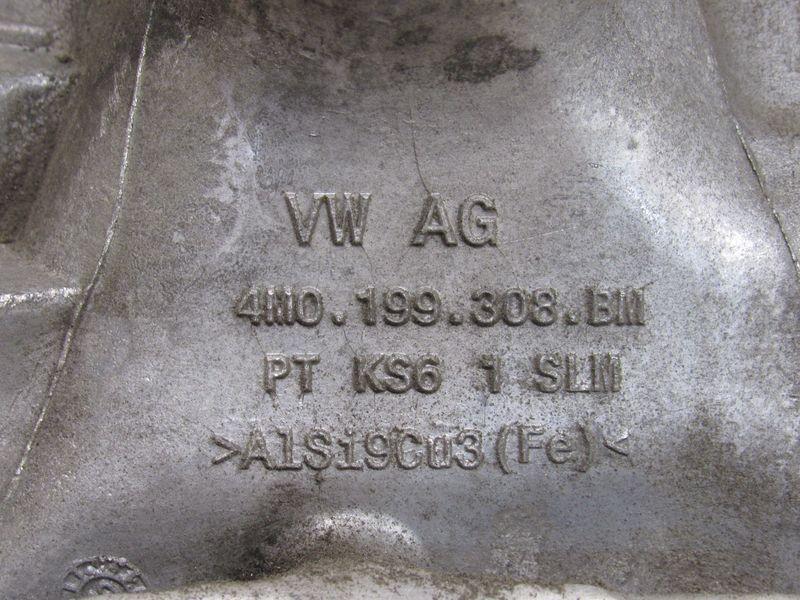 VW AG
4M0.199.308.BM
PT KS6 1 SLM
>AlSi9Cu3(Fe)<